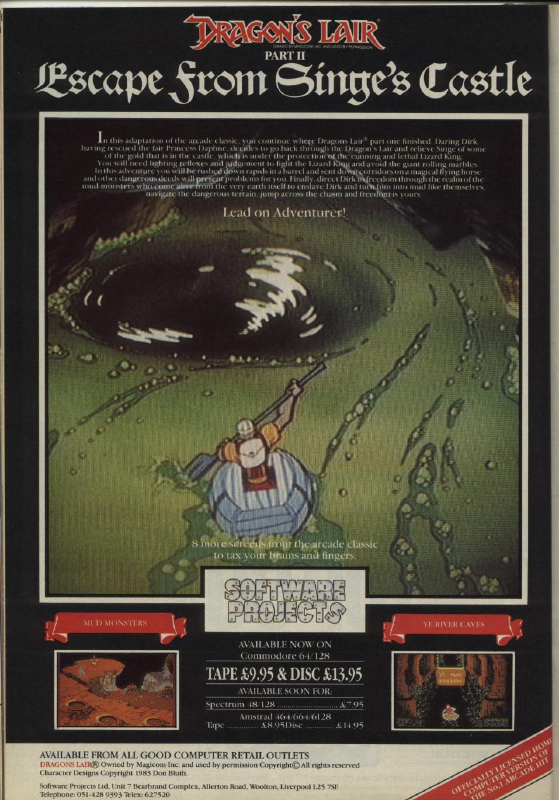 DRAGON'S LAIR®
OWNED BY MAGICOM INC. AND USED BY PERMISSION
PART II
Escape From Singe's Castle
In this adaptation of the arcade classic, you continue where Dragons Lair® part one finished. Daring Dirk,
having rescued the fair Princess Daphne, decides to go back through the Dragon's Lair and relieve Singe of some
of the gold that is in the castle, which is under the protection of the cunning and lethal Lizard King.
You will need lighting reflexes and judgement to fight the Lizard King and avoid the giant rolling marbles.
In this adventure you will be rushed down rapids in a barrel and sent down corridors on a magical flying horse
and other dangerous deeds will present problems for you. Finally, direct Dirk to freedom through the realm of the
mud monsters who come alive from the very earth itself to enslave Dirk and turn him into mud like themselves,
navigate the dangerous terrain, jump across the chasm and freedom is yours.
Lead on Adventurer!
8 more screens from the arcade classic
to tax your brains and fingers.
SOFTWARE
PROJECTS
MUD MONSTERS
YE RIVER CAVES
AVAILABLE NOW ON
Commodore 64/128
TAPE £9.95 & DISC £13.95
AVAILABLE SOON FOR:
Spectrum 48/128 ............... £7.95
Amstrad 464/664/6128
Tape ........... £8.95 Disc ........... £14.95
AVAILABLE FROM ALL GOOD COMPUTER RETAIL OUTLETS
DRAGONS LAIR® Owned by Magicom Inc. and used by permission Copyright© All rights reserved
Character Designs Copyright 1983 Don Bluth.
Software Projects Ltd, Unit 7 Bearbrand Complex, Allerton Road, Woolton, Liverpool L25 7SF
Telephone: 051-428 9393 Telex: 627520
OFFICIALLY LICENSED HOME
COMPUTER VERSION OF
THE No.1 ARCADE HIT